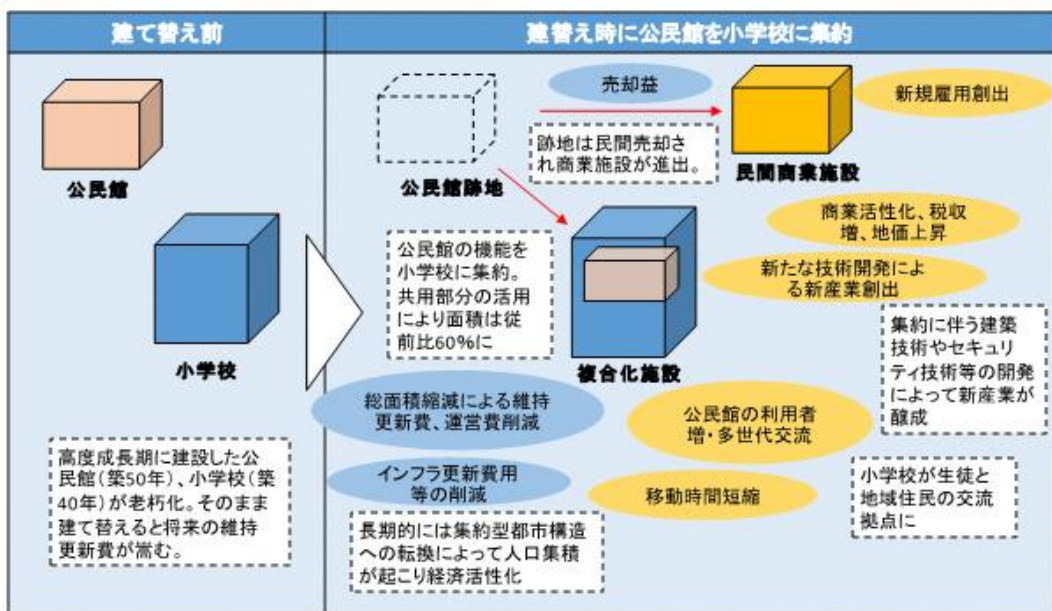 建て替え前
建替え時に公民館を小学校に集約
公民館
小学校
高度成長期に建設した公
民館(築50年)、小学校(築
40年)が老朽化。そのまま
建て替えると将来の維持
更新費が嵩む。
公民館跡地
売却益
跡地は民間売却さ
れ商業施設が進出。
民間商業施設
新規雇用創出
公民館の機能を
小学校に集約。
共用部分の活用
により面積は従
前比60%に
複合化施設
商業活性化、税収
増、地価上昇
新たな技術開発によ
る新産業創出
集約に伴う建築
技術やセキュリ
ティ技術等の開発
によって新産業が
醸成
総面積縮減による維持
更新費、運営費削減
公民館の利用者
増・多世代交流
インフラ更新費用
等の削減
移動時間短縮
小学校が生徒と
地域住民の交流
拠点に
長期的には集約型都市構造
への転換によって人口集積
が起こり経済活性化